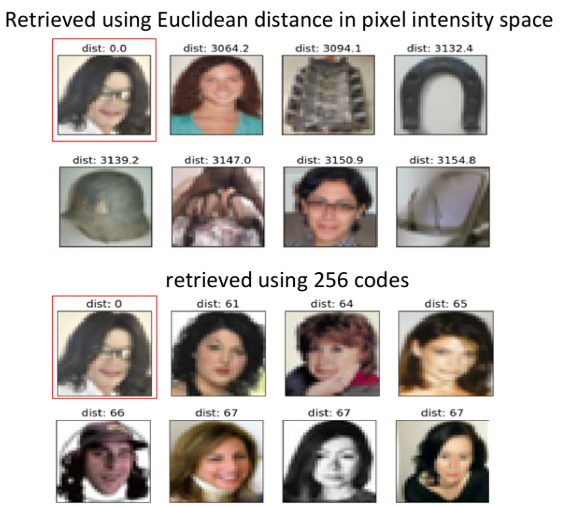 Retrieved using Euclidean distance in pixel intensity space
dist: 0.0 dist: 3064.2 dist: 3094.1 dist: 3132.4
dist: 3139.2 dist: 3147.0 dist: 3150.9 dist: 3154.8
retrieved using 256 codes
dist: 0 dist: 61 dist: 64 dist: 65
dist: 66 dist: 67 dist: 67 dist: 67